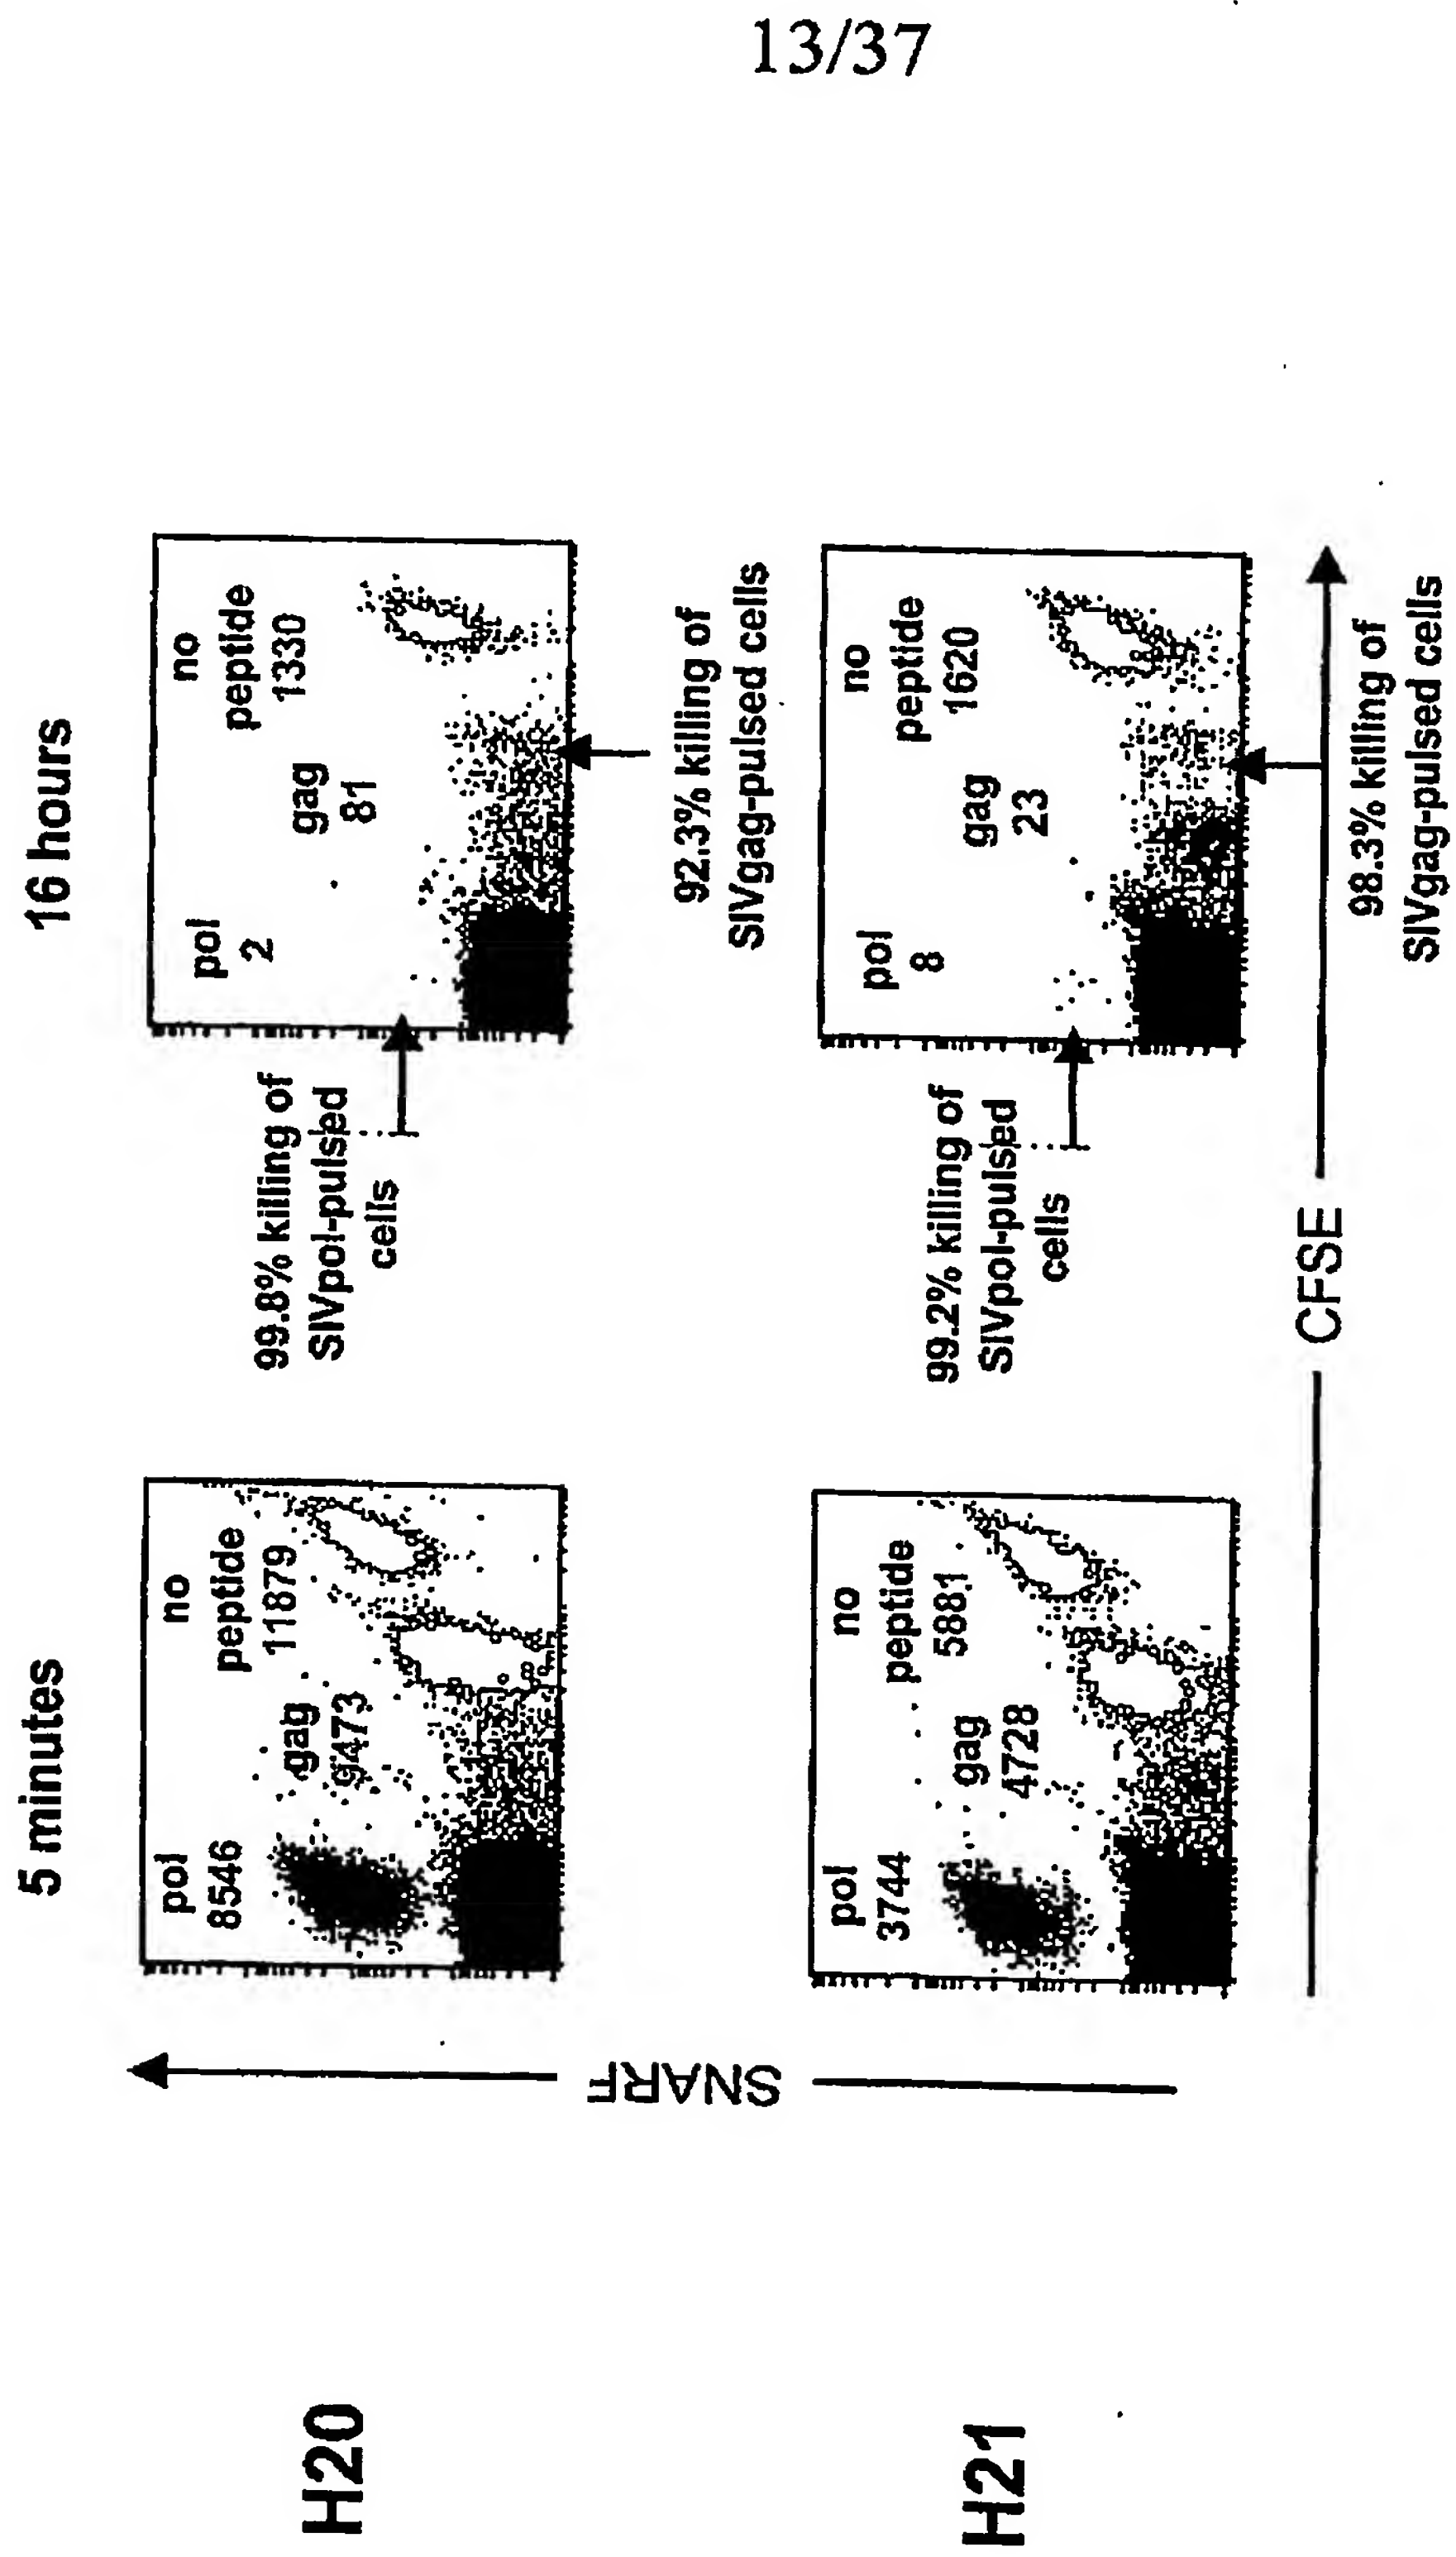 13/37
5 minutes
16 hours
H20
pol
8546
gag
no
peptide
11879
99.8% killing of
SIVpol-pulsed
cells
pol
2
gag
81
no
peptide
1330
92.3% killing of
SIVgag-pulsed cells
SNARF
H21
pol
3744
gag
4728
no
peptide
5881
99.2% killing of
SIVpol-pulsed
cells
pol
8
gag
23
no
peptide
1620
CFSE
98.3% killing of
SIVgag-pulsed cells